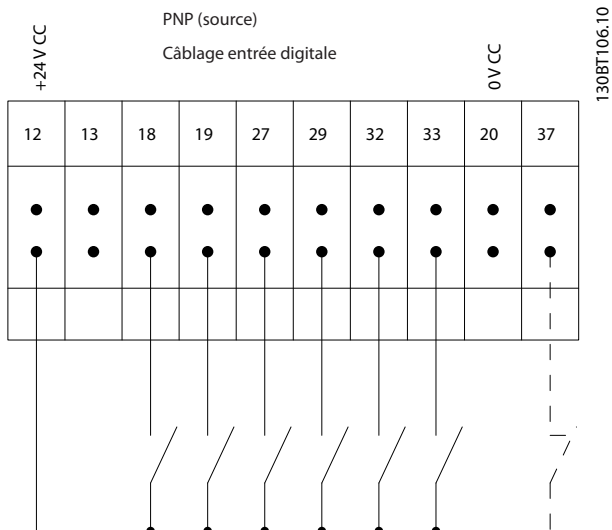 PNP (source)
Câblage entrée digitale
+24 V CC
0 V CC
130BT106.10
12 13 18 19 27 29 32 33 20 37